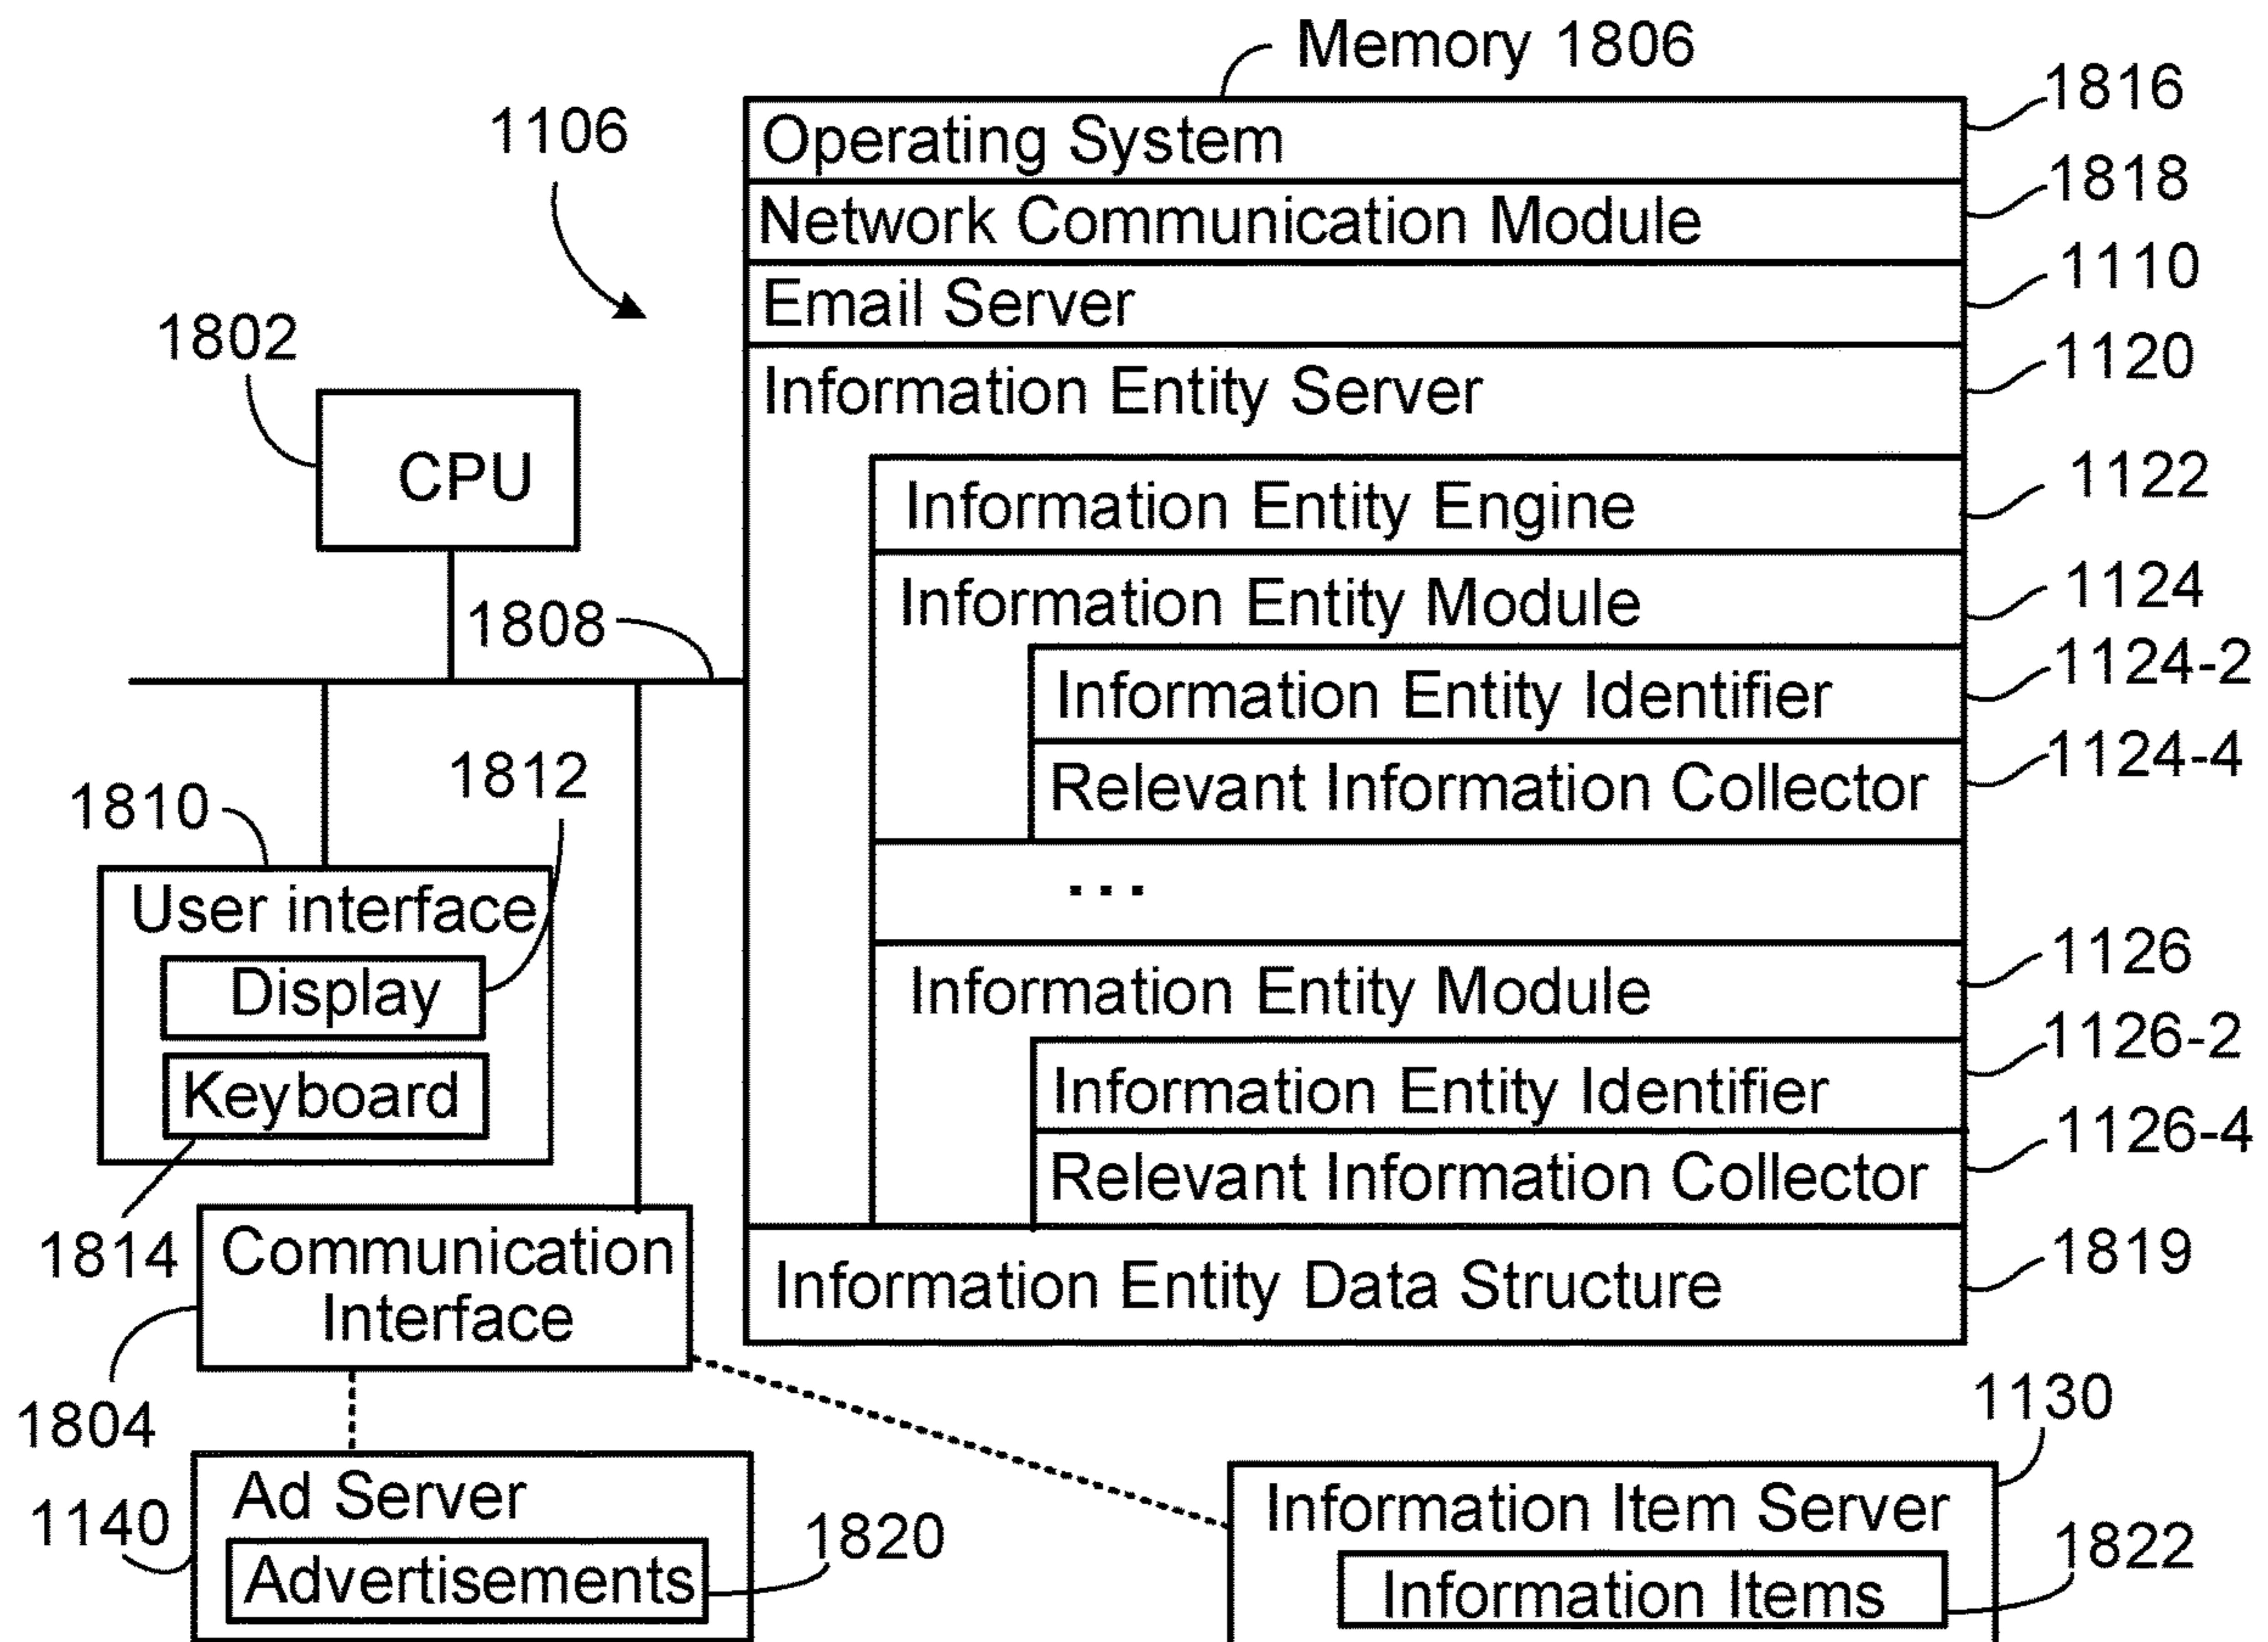 Memory 1806
1106
Operating System
1816
Network Communication Module
1818
Email Server
1110
Information Entity Server
1120
1802
CPU
Information Entity Engine
1122
Information Entity Module
1124
1808
Information Entity Identifier
1124-2
Relevant Information Collector
1124-4
. . .
1810
1812
User interface
Display
Keyboard
1814
Information Entity Module
1126
Information Entity Identifier
1126-2
Relevant Information Collector
1126-4
Information Entity Data Structure
1819
Communication
Interface
1804
Ad Server
1140
Advertisements
1820
1130
Information Item Server
Information Items
1822